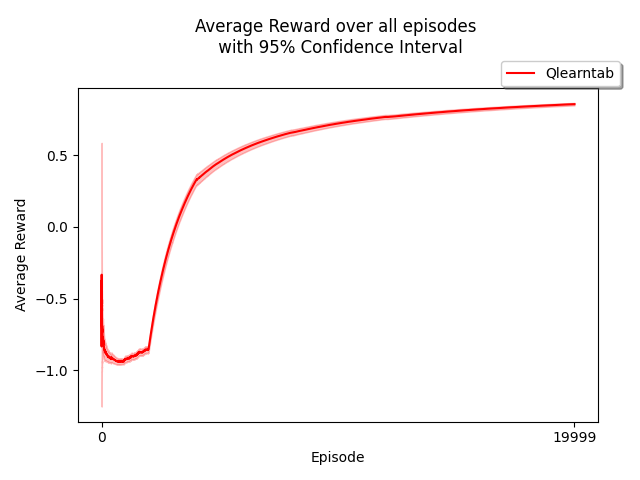 Average Reward over all episodes
with 95% Confidence Interval
Qlearntab
Average Reward
0.5
0.0
−0.5
−1.0
0
19999
Episode